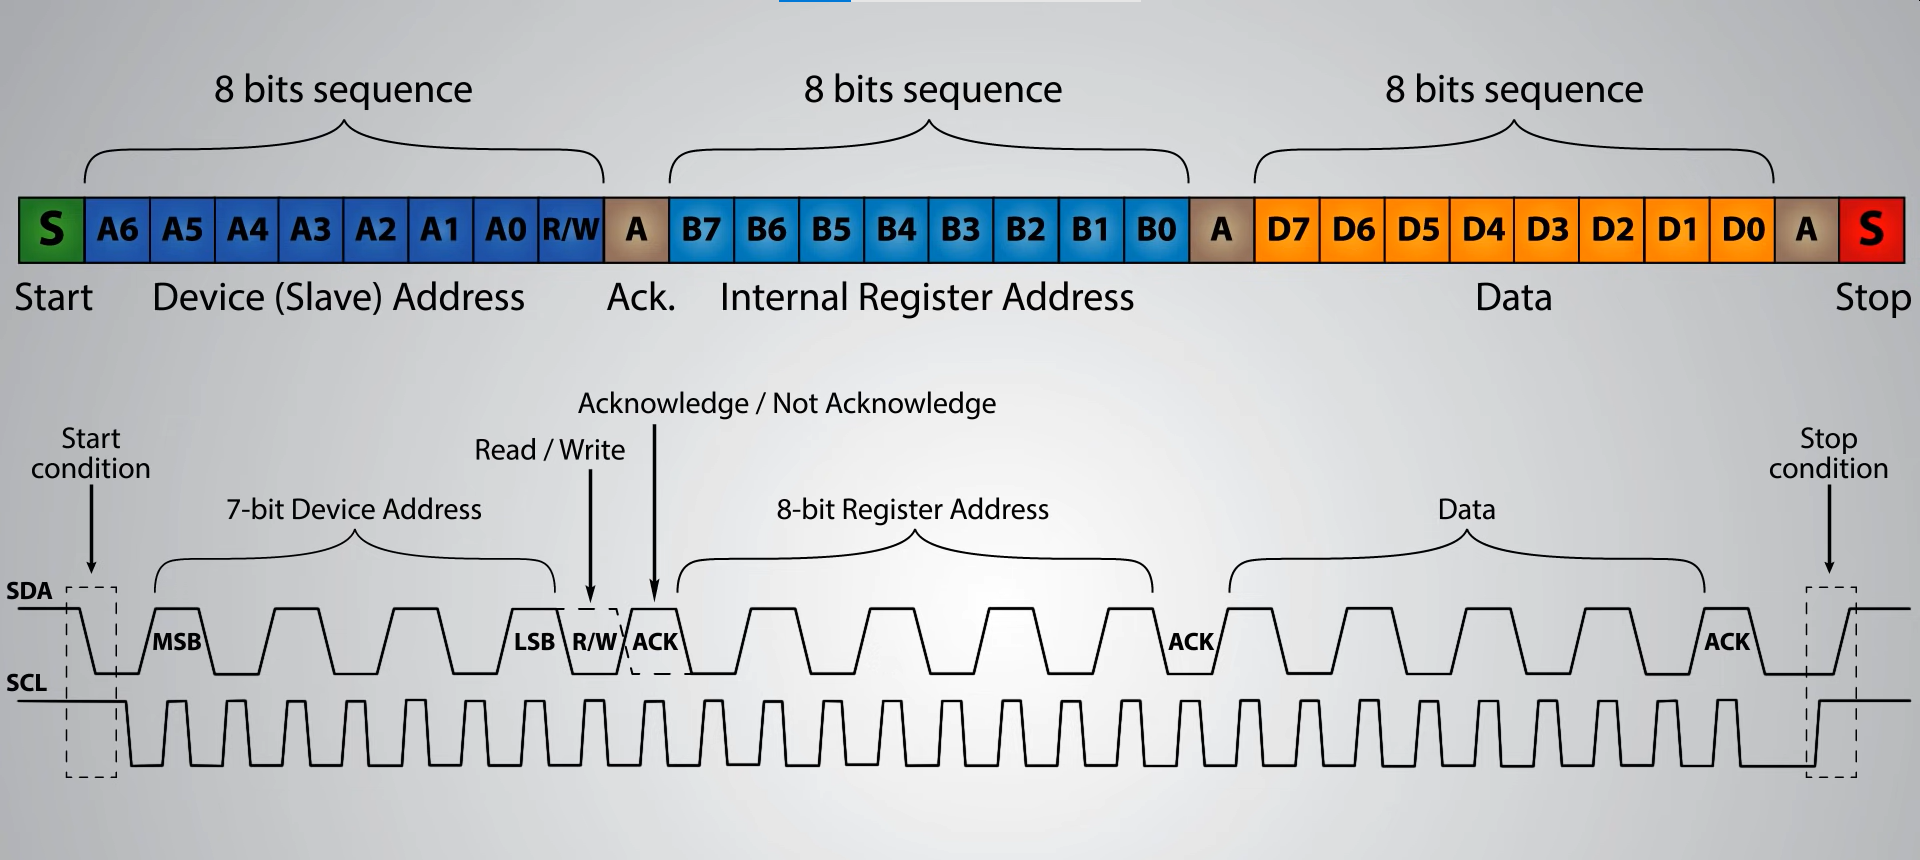 8 bits sequence 8 bits sequence 8 bits sequence
S A6 A5 A4 A3 A2 A1 A0 R/W A B7 B6 B5 B4 B3 B2 B1 B0 A D7 D6 D5 D4 D3 D2 D1 D0 A S
Start Device (Slave) Address Ack. Internal Register Address Data Stop
Acknowledge / Not Acknowledge
Start
condition
Read / Write
Stop
condition
7-bit Device Address 8-bit Register Address Data
SDA
MSB LSB R/W ACK ACK ACK
SCL